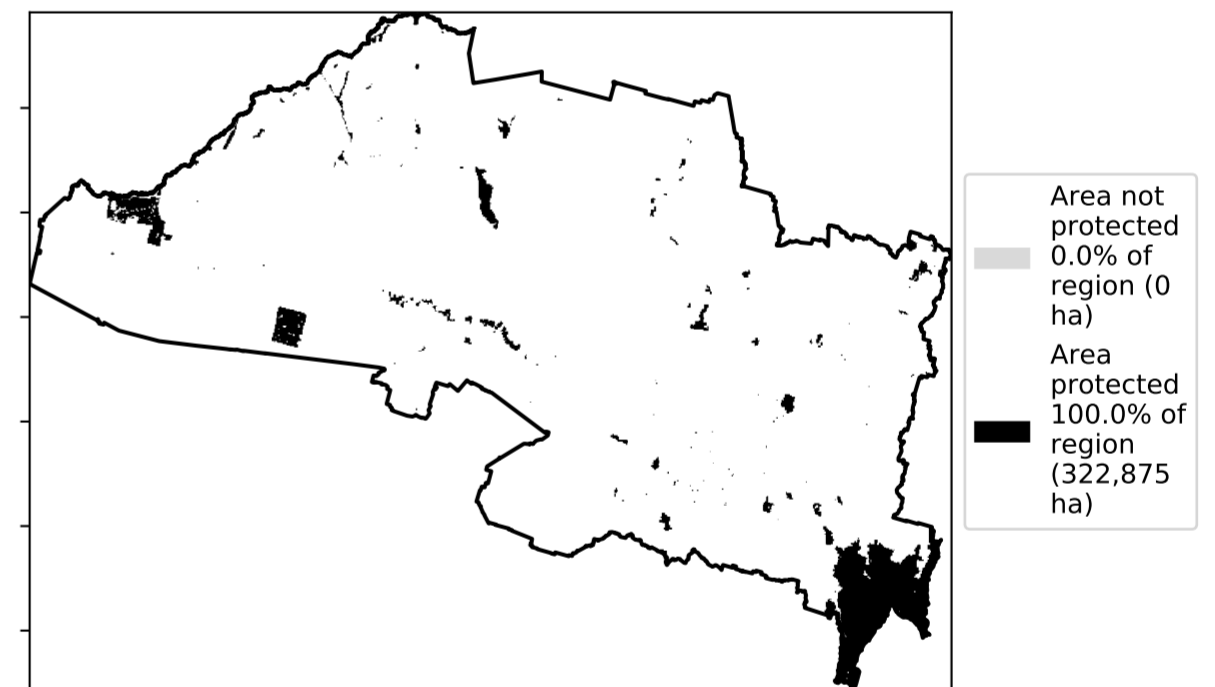 Area not
protected
0.0% of
region (0
ha)
Area
protected
100.0% of
region
(322,875
ha)